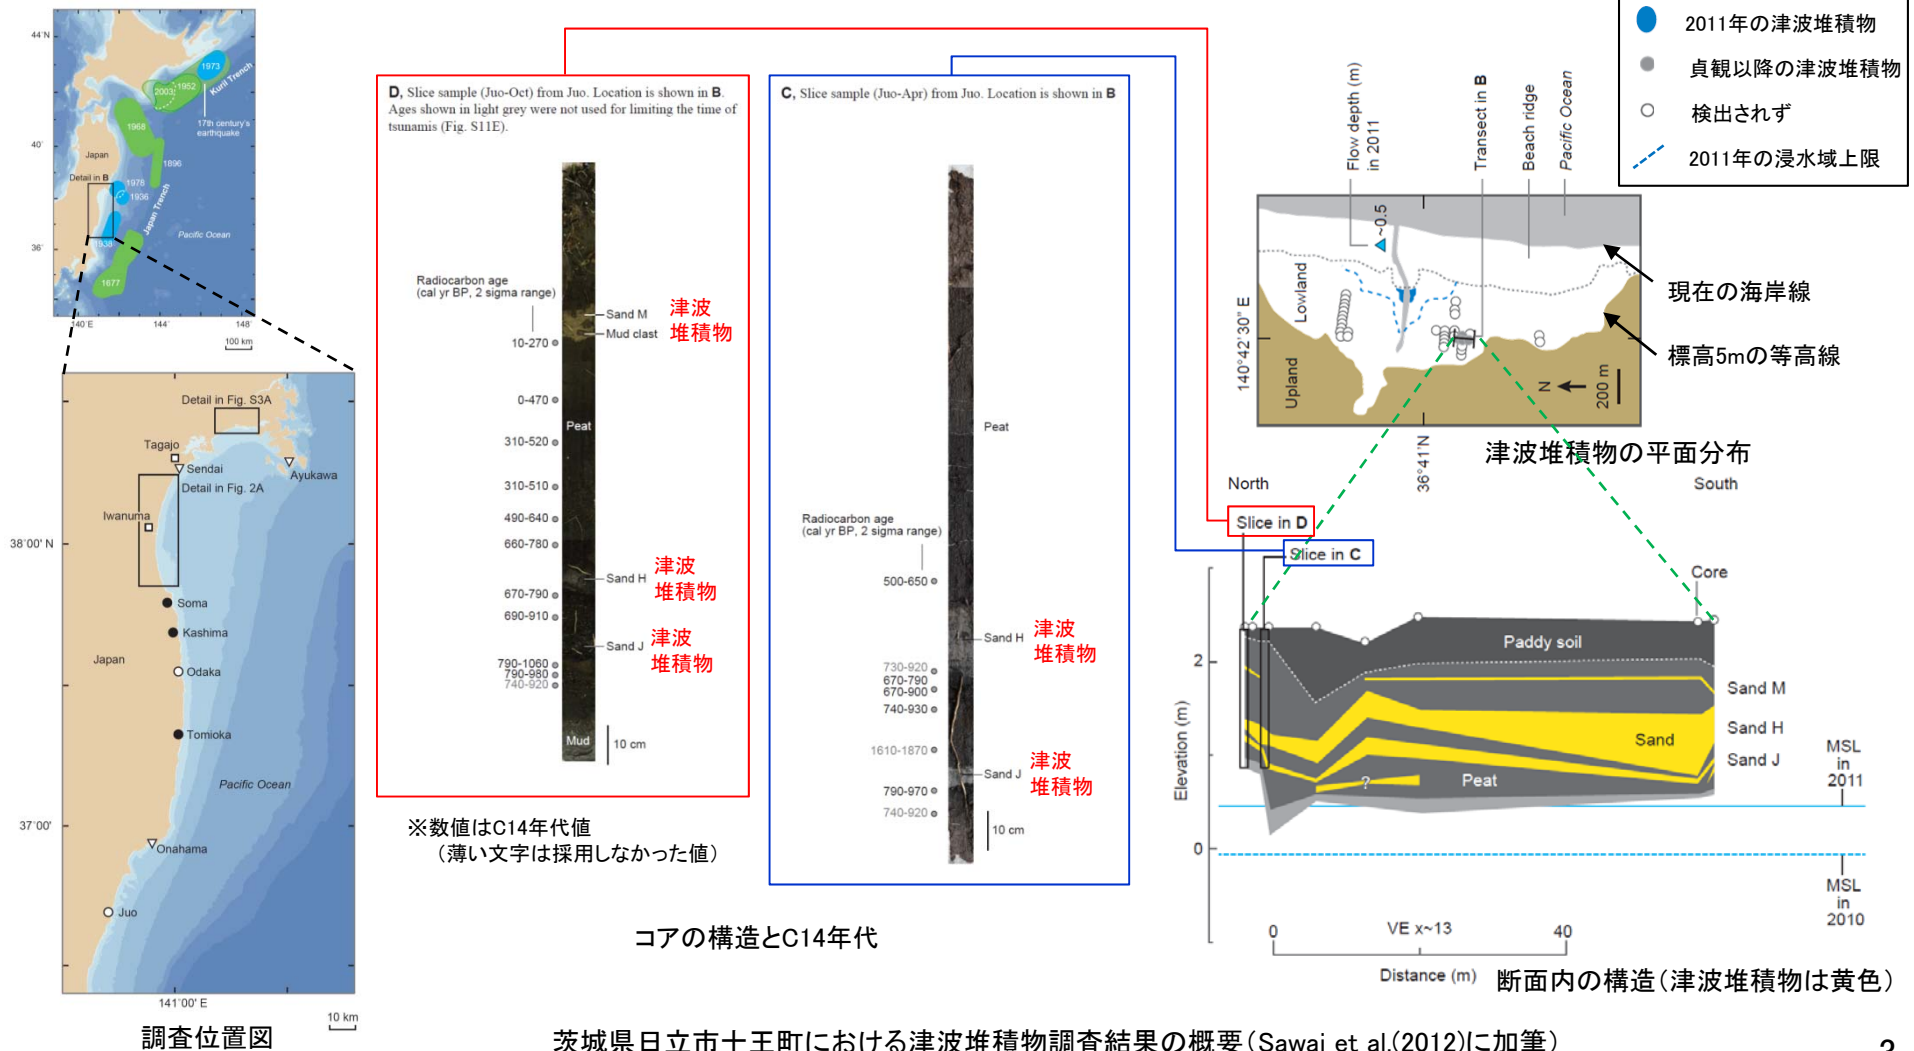 44°N
40°
36°
140°E
144°
148°
100 km
1973
1952
2003
Kuril Trench
17th century's
earthquake
1968
Japan
1896
Detail in B
1978
1936
Japan Trench
1938
Pacific Ocean
1677
Detail in Fig. S3A
Tagajo
Sendai
Ayukawa
Detail in Fig. 2A
Iwanuma
38°00' N
Soma
Kashima
Japan
Odaka
Tomioka
Pacific Ocean
37°00'
Onahama
Juo
141°00' E
10 km
調査位置図
D, Slice sample (Juo-Oct) from Juo. Location is shown in B.
Ages shown in light grey were not used for limiting the time of
tsunamis (Fig. S11E).
Radiocarbon age
(cal yr BP, 2 sigma range)
Sand M
Mud clast
津波
堆積物
10-270
0-470
Peat
310-520
310-510
490-640
660-780
Sand H
津波
堆積物
670-790
690-910
Sand J
津波
堆積物
790-1060
790-980
740-920
Mud
10 cm
※数値はC14年代値
(薄い文字は採用しなかった値)
C, Slice sample (Juo-Apr) from Juo. Location is shown in B
Peat
Radiocarbon age
(cal yr BP, 2 sigma range)
500-650
Sand H
津波
堆積物
730-920
670-790
670-900
740-930
1610-1870
Sand J
津波
堆積物
790-970
740-920
10 cm
コアの構造とC14年代
2011年の津波堆積物
貞観以降の津波堆積物
検出されず
2011年の浸水域上限
Flow depth (m)
in 2011
Transect in B
Beach ridge
Pacific Ocean
~0.5
Lowland
Upland
140°42'30" E
36°41'N
N
200 m
現在の海岸線
標高5mの等高線
津波堆積物の平面分布
North
South
Slice in D
Slice in C
Core
Paddy soil
Sand M
Sand H
Sand
Sand J
Peat
?
MSL
in
2011
MSL
in
2010
Elevation (m)
2
0
0
VE x~13
40
Distance (m)
断面内の構造(津波堆積物は黄色)
茨城県日立市十王町における津波堆積物調査結果の概要(Sawai et al.(2012)に加筆)